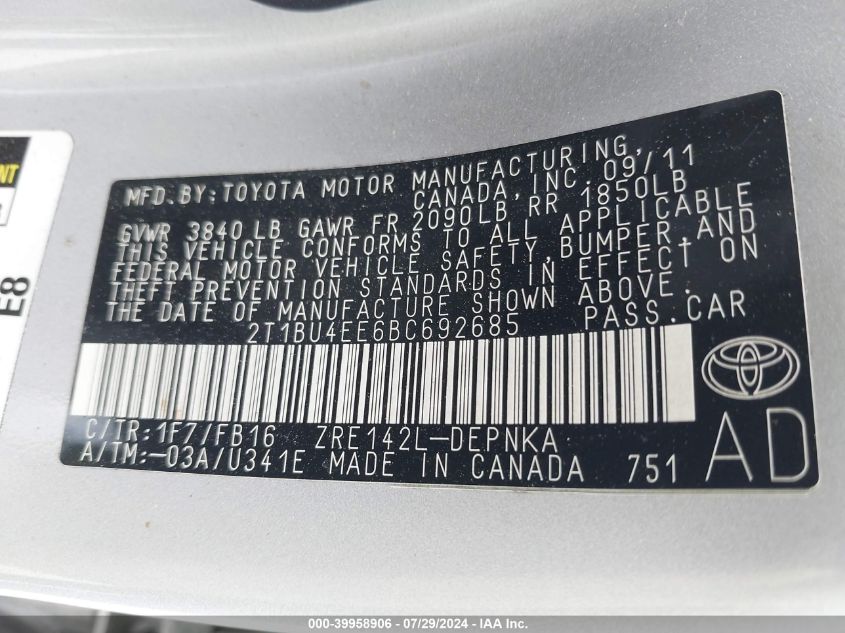 NT
E8
MFD.BY:TOYOTA MOTOR MANUFACTURING,
CANADA, INC. 09/11
GVWR 3840 LB GAWR FR 2090LB RR 1850LB
THIS VEHICLE CONFORMS TO ALL APPLICABLE
FEDERAL MOTOR VEHICLE SAFETY,BUMPER,AND
THEFT PREVENTION STANDARDS IN EFFECT ON
THE DATE OF MANUFACTURE SHOWN ABOVE.
2T1BU4EE6BC692685 PASS.CAR
C/TR:1F7/FB16 ZRE142L-DEPNKA
A/TM:-03A/U341E MADE IN CANADA 751
AD
000-39958906 / 07/29/2024 - IAA Inc.